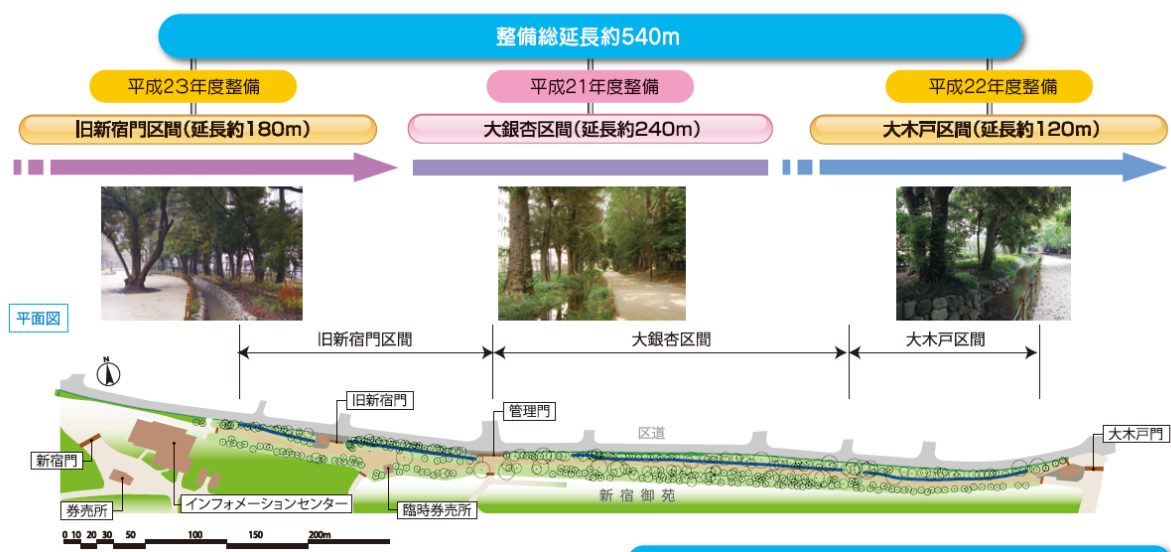 整備総延長約540m
平成23年度整備
平成21年度整備
平成22年度整備
旧新宿門区間(延長約180m)
大銀杏区間(延長約240m)
大木戸区間(延長約120m)
平面図
旧新宿門区間
大銀杏区間
大木戸区間
N
旧新宿門
管理門
区道
大木戸門
新宿門
新宿御苑
券売所
インフォメーションセンター
臨時券売所
0 10 20 30 50 100 150 200m